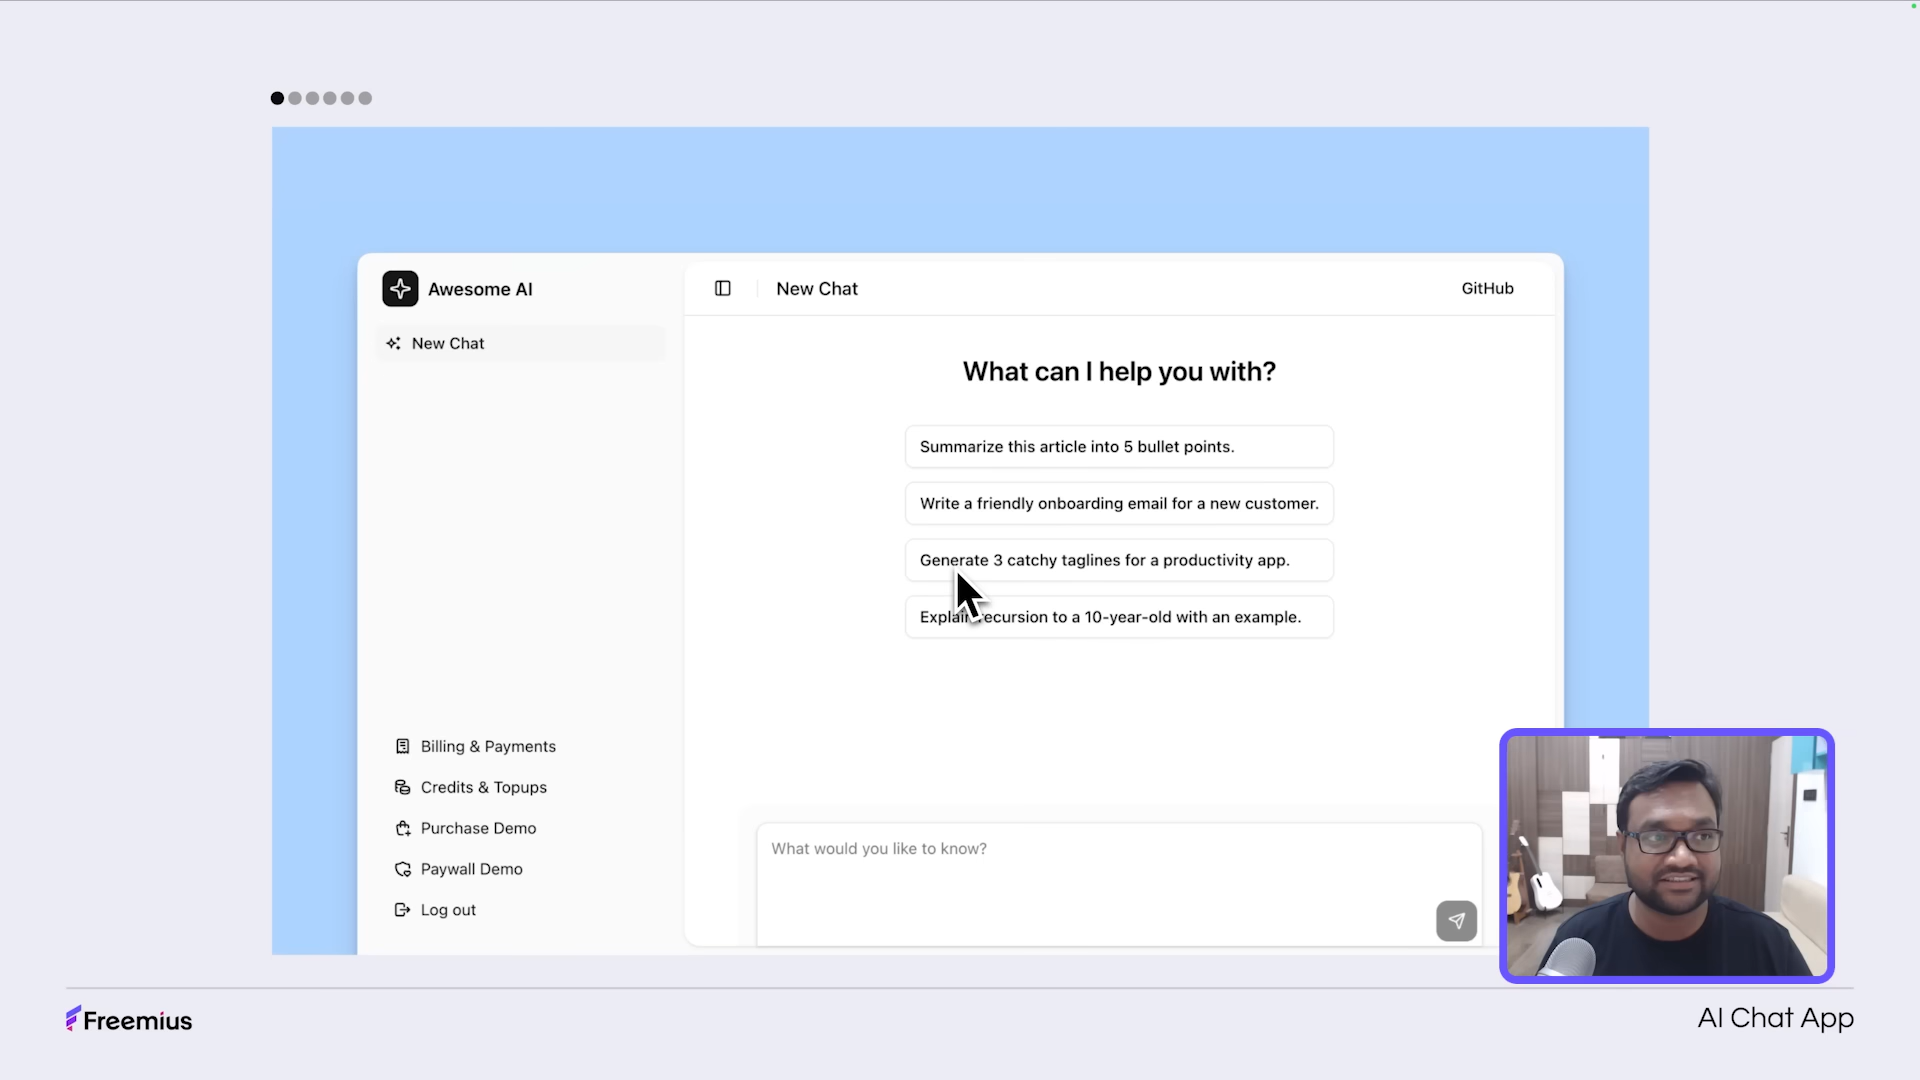 Awesome AI
New Chat
Billing & Payments
Credits & Topups
Purchase Demo
Paywall Demo
Log out
New Chat
GitHub
What can I help you with?
Summarize this article into 5 bullet points.
Write a friendly onboarding email for a new customer.
Generate 3 catchy taglines for a productivity app.
Explain recursion to a 10-year-old with an example.
What would you like to know?
Freemius
AI Chat App